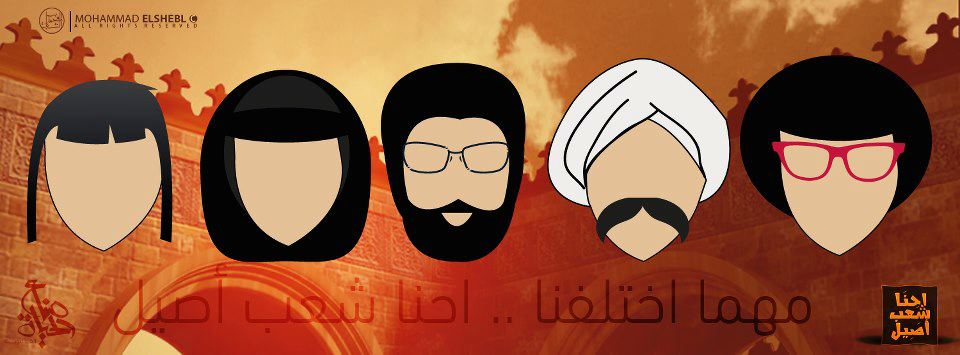 MOHAMMAD ELSHEBL
ALL RIGHTS RESERVED
مهما اختلفنا .. احنا شعب أصيل
احنا
شعب
أصيل